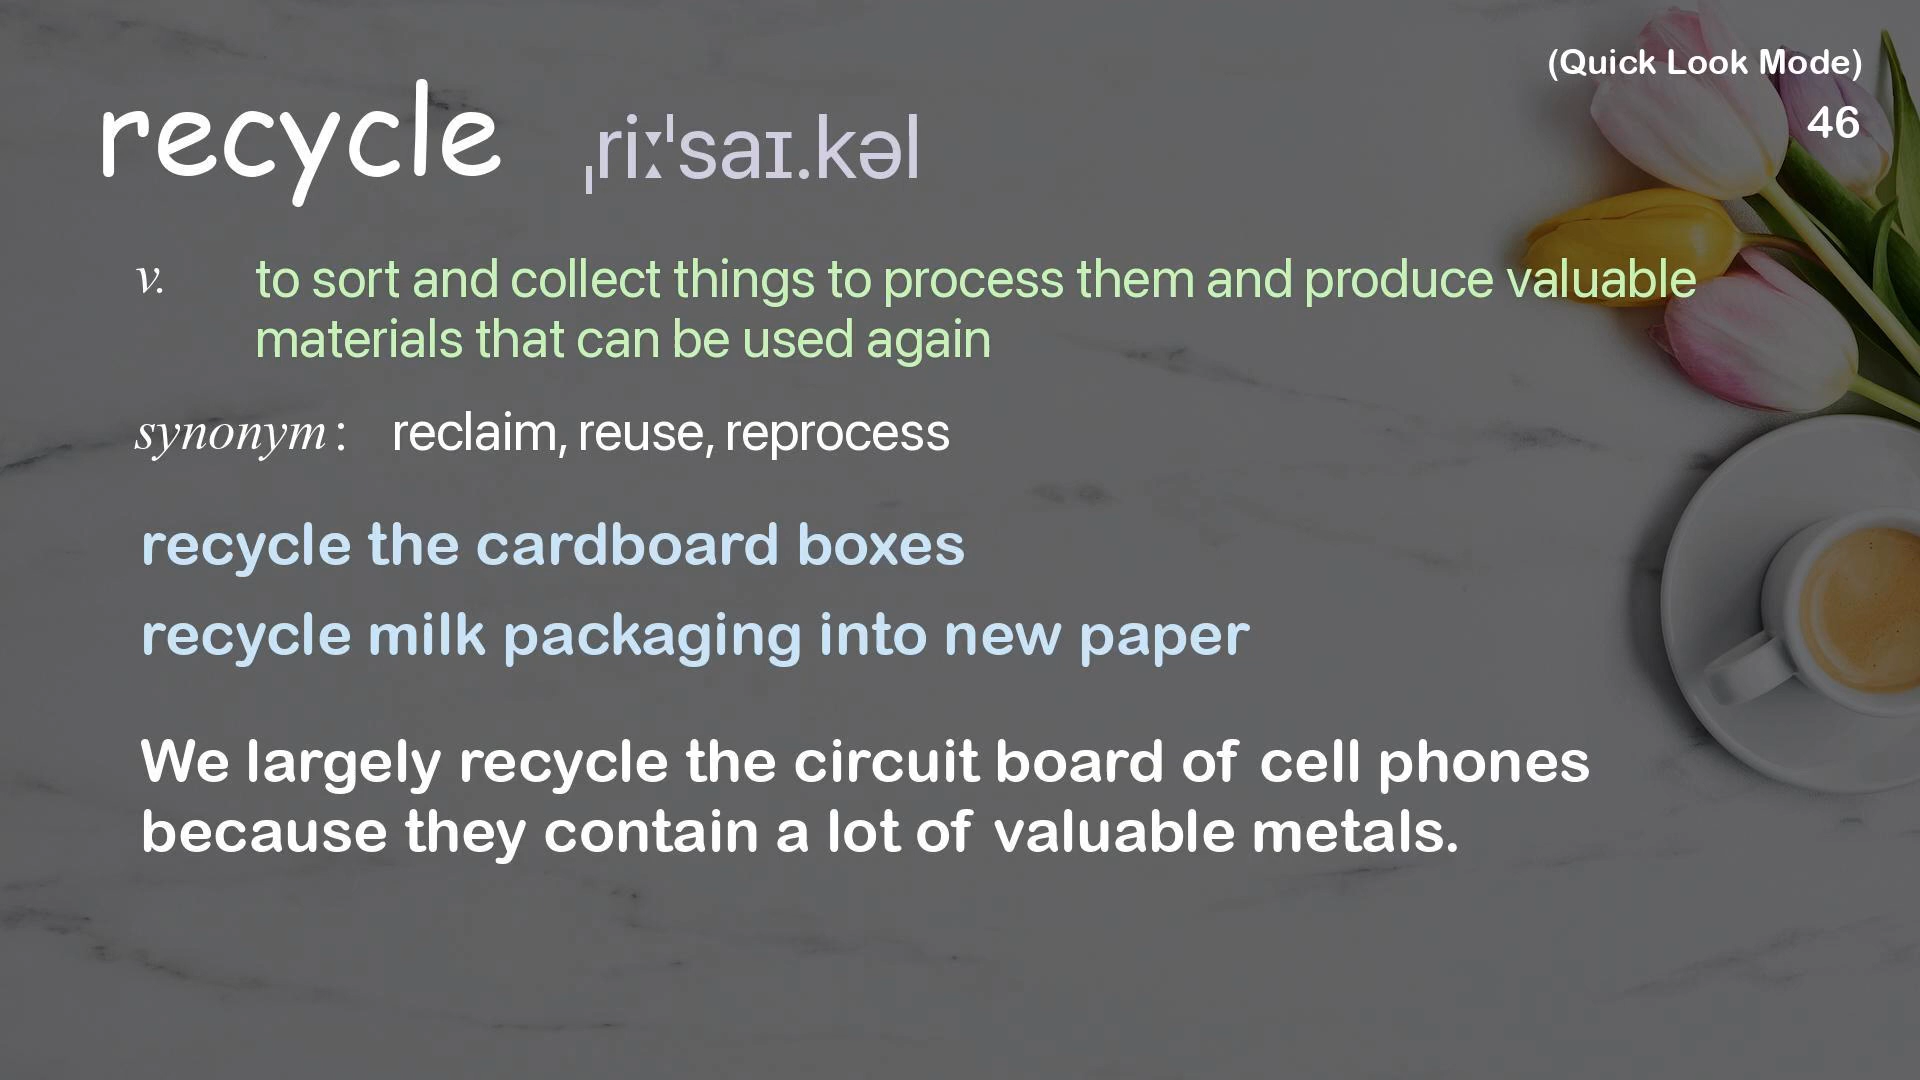 (Quick Look Mode)
46
recycle ˌriːˈsaɪ.kəl
v. to sort and collect things to process them and produce valuable
materials that can be used again
synonym: reclaim, reuse, reprocess
recycle the cardboard boxes
recycle milk packaging into new paper
We largely recycle the circuit board of cell phones
because they contain a lot of valuable metals.